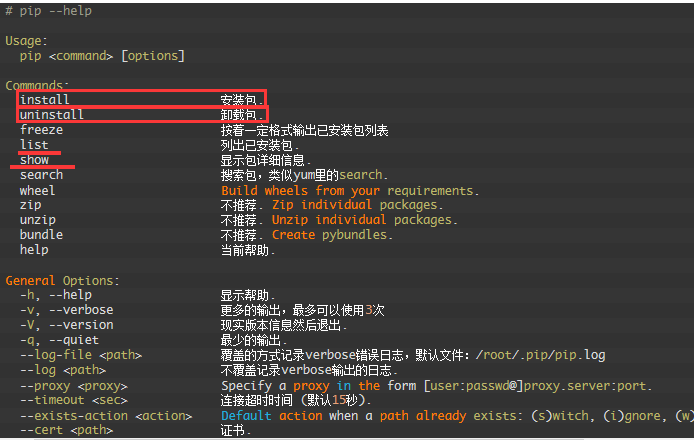 # pip --help
Usage:
pip <command> [options]
Commands:
install 安装包.
uninstall 卸载包.
freeze 按着一定格式输出已安装包列表
list 列出已安装包.
show 显示包详细信息.
search 搜索包，类似yum里的search.
wheel Build wheels from your requirements.
zip 不推荐. Zip individual packages.
unzip 不推荐. Unzip individual packages.
bundle 不推荐. Create pybundles.
help 当前帮助.
General Options:
-h, --help 显示帮助.
-v, --verbose 更多的输出，最多可以使用3次
-V, --version 现实版本信息然后退出.
-q, --quiet 最少的输出.
--log-file <path> 覆盖的方式记录verbose错误日志，默认文件：/root/.pip/pip.log
--log <path> 不覆盖记录verbose输出的日志.
--proxy <proxy> Specify a proxy in the form [user:passwd@]proxy.server:port.
--timeout <sec> 连接超时时间 (默认15秒).
--exists-action <action> Default action when a path already exists: (s)witch, (i)gnore, (w)
--cert <path> 证书.